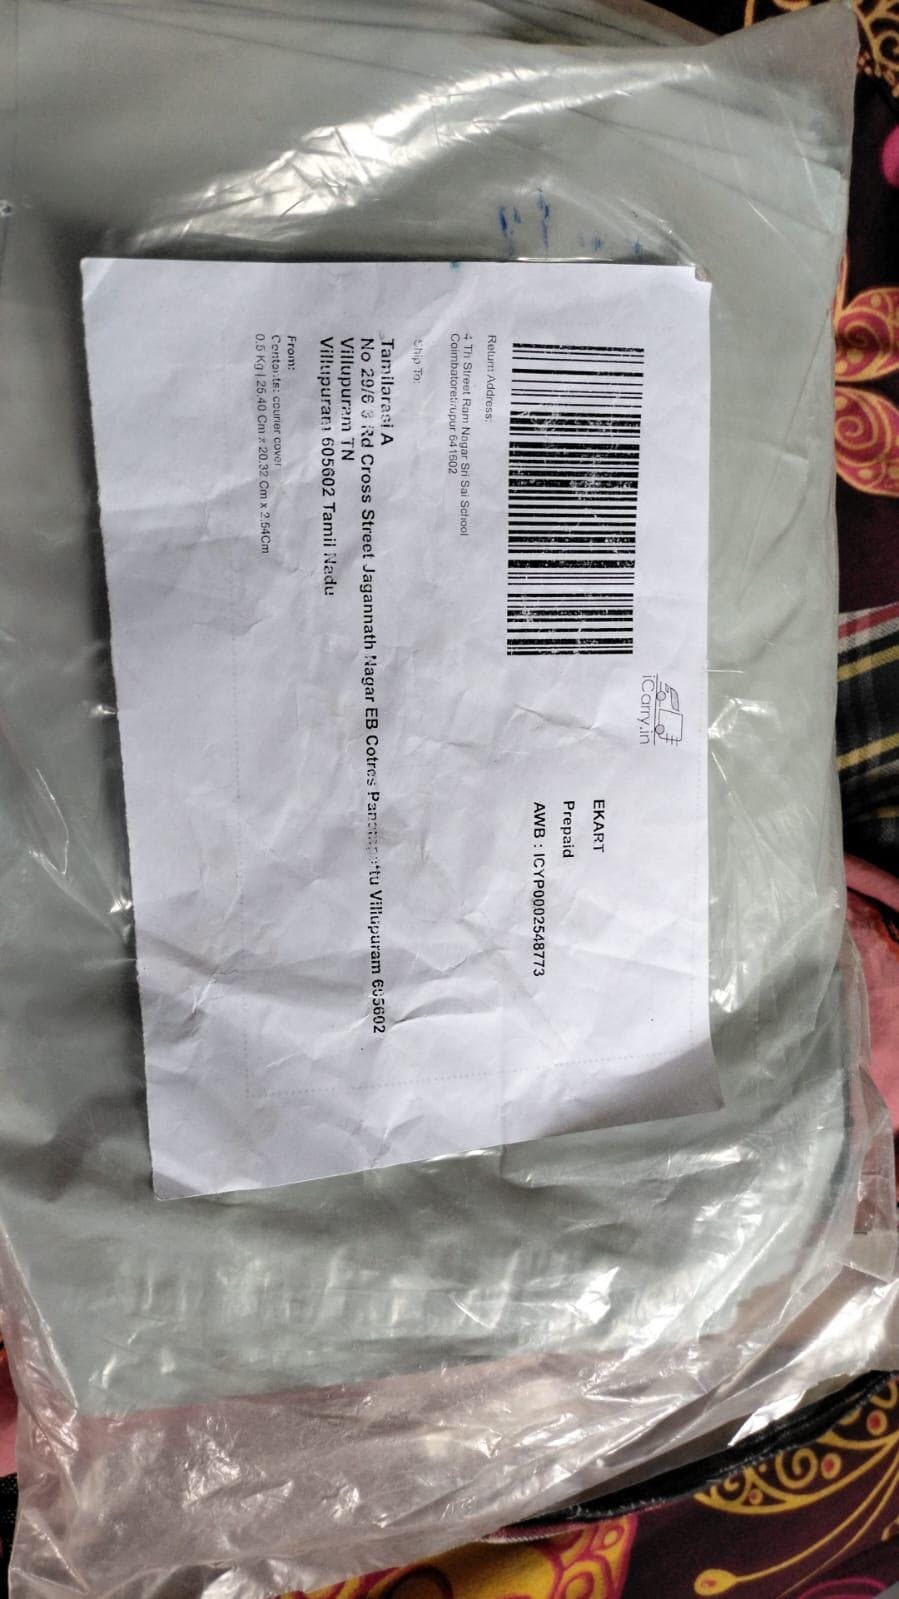 iCarry.in
EKART
Prepaid
AWB : ICYP0002548773
Return Address:
4 Th Street Ram Nagar Sri Sai School
Coimbatoretirupur 641602
Ship To:
Tamilarasi A
No 29/6 3 Rd Cross Street Jagannath Nagar EB Cotres Villupuram 605602
Villupuram TN
Villupuram 605602 Tamil Nadu
From:
Contents: courier cover
0.5 Kg | 25.40 Cm x 20.32 Cm x 2.54Cm